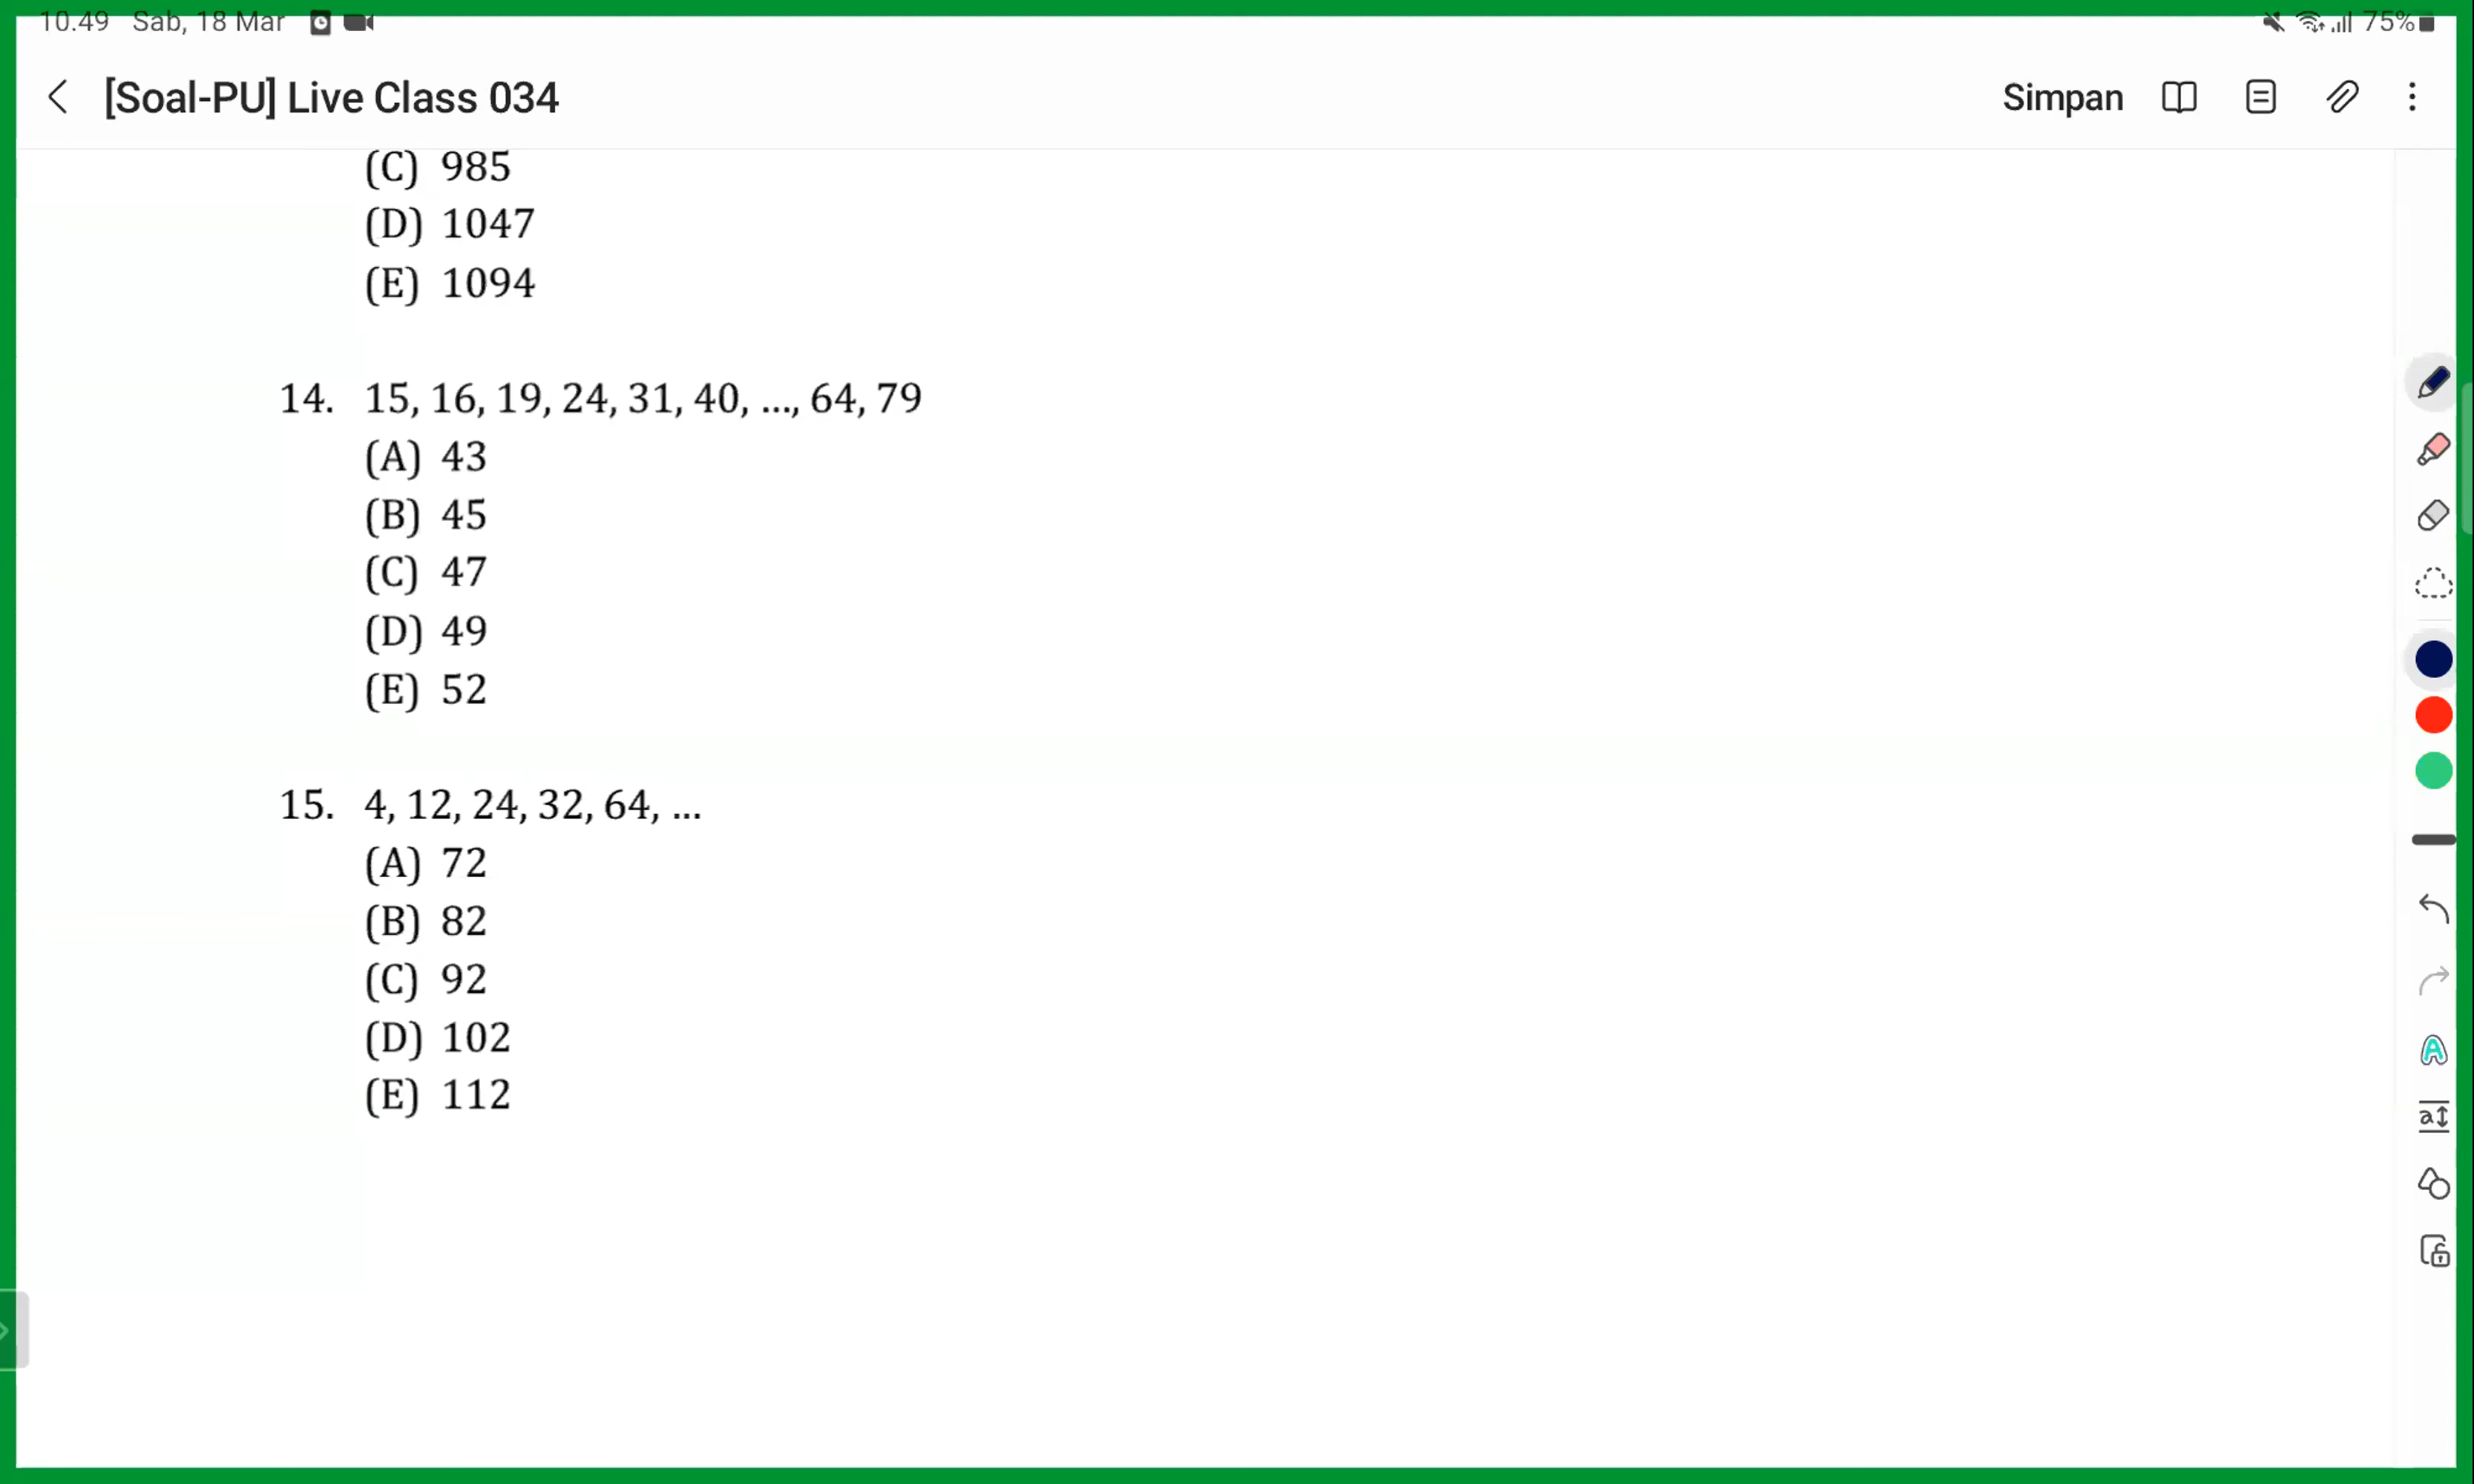 10.49 Sab, 18 Mar 75%
[Soal-PU] Live Class 034 Simpan
(C) 985
(D) 1047
(E) 1094
14. 15, 16, 19, 24, 31, 40, ..., 64, 79
(A) 43
(B) 45
(C) 47
(D) 49
(E) 52
15. 4, 12, 24, 32, 64, ...
(A) 72
(B) 82
(C) 92
(D) 102
(E) 112